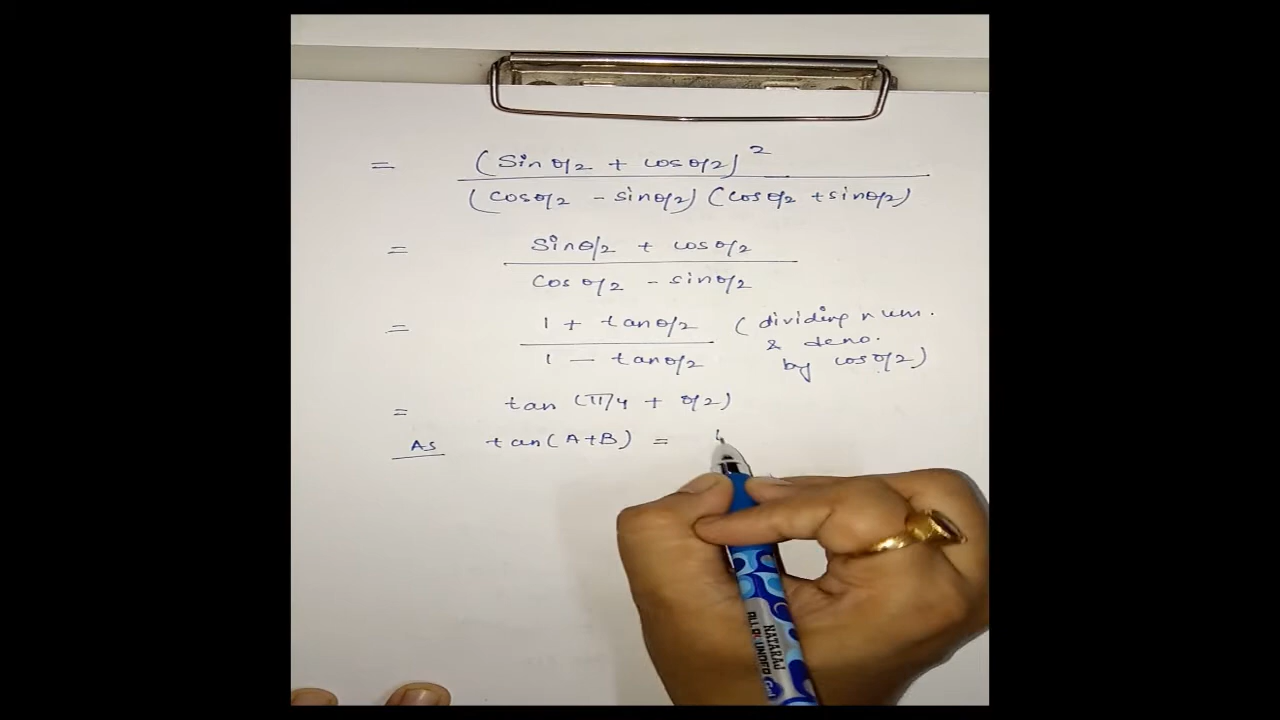 = (Sin θ/2 + cos θ/2)²
(cos θ/2 - sin θ/2) (cos θ/2 + sin θ/2)
= Sin θ/2 + cos θ/2
cos θ/2 - sin θ/2
= 1 + tan θ/2 (dividing num.
1 - tan θ/2 & deno.
by cos θ/2)
= tan (π/4 + θ/2)
As tan(A+B) =
NATARAJ
ALLROUNDER Gel